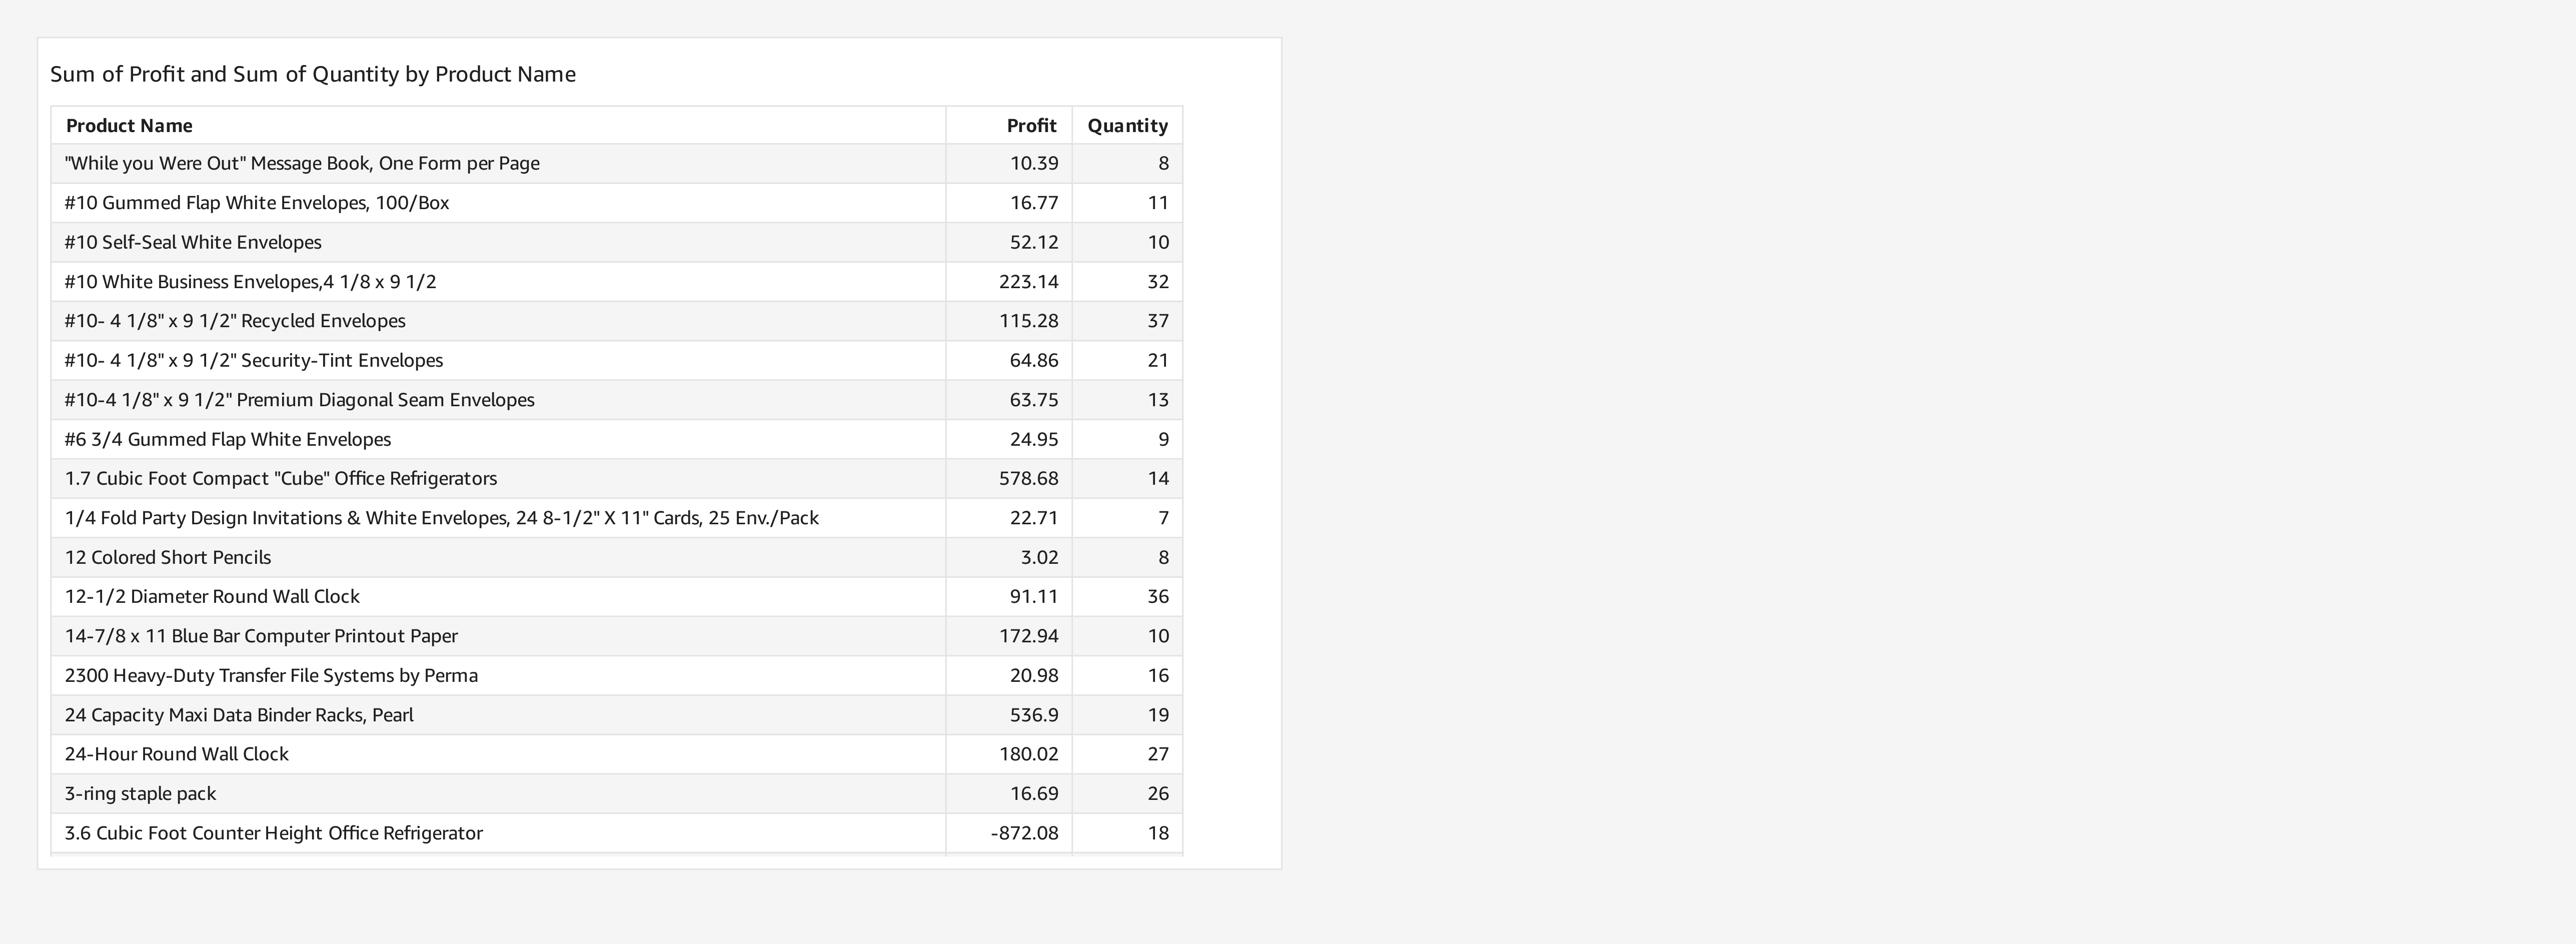 Sum of Profit and Sum of Quantity by Product Name
Product Name Profit Quantity
"While you Were Out" Message Book, One Form per Page 10.39 8
#10 Gummed Flap White Envelopes, 100/Box 16.77 11
#10 Self-Seal White Envelopes 52.12 10
#10 White Business Envelopes,4 1/8 x 9 1/2 223.14 32
#10- 4 1/8" x 9 1/2" Recycled Envelopes 115.28 37
#10- 4 1/8" x 9 1/2" Security-Tint Envelopes 64.86 21
#10-4 1/8" x 9 1/2" Premium Diagonal Seam Envelopes 63.75 13
#6 3/4 Gummed Flap White Envelopes 24.95 9
1.7 Cubic Foot Compact "Cube" Office Refrigerators 578.68 14
1/4 Fold Party Design Invitations & White Envelopes, 24 8-1/2" X 11" Cards, 25 Env./Pack 22.71 7
12 Colored Short Pencils 3.02 8
12-1/2 Diameter Round Wall Clock 91.11 36
14-7/8 x 11 Blue Bar Computer Printout Paper 172.94 10
2300 Heavy-Duty Transfer File Systems by Perma 20.98 16
24 Capacity Maxi Data Binder Racks, Pearl 536.9 19
24-Hour Round Wall Clock 180.02 27
3-ring staple pack 16.69 26
3.6 Cubic Foot Counter Height Office Refrigerator -872.08 18